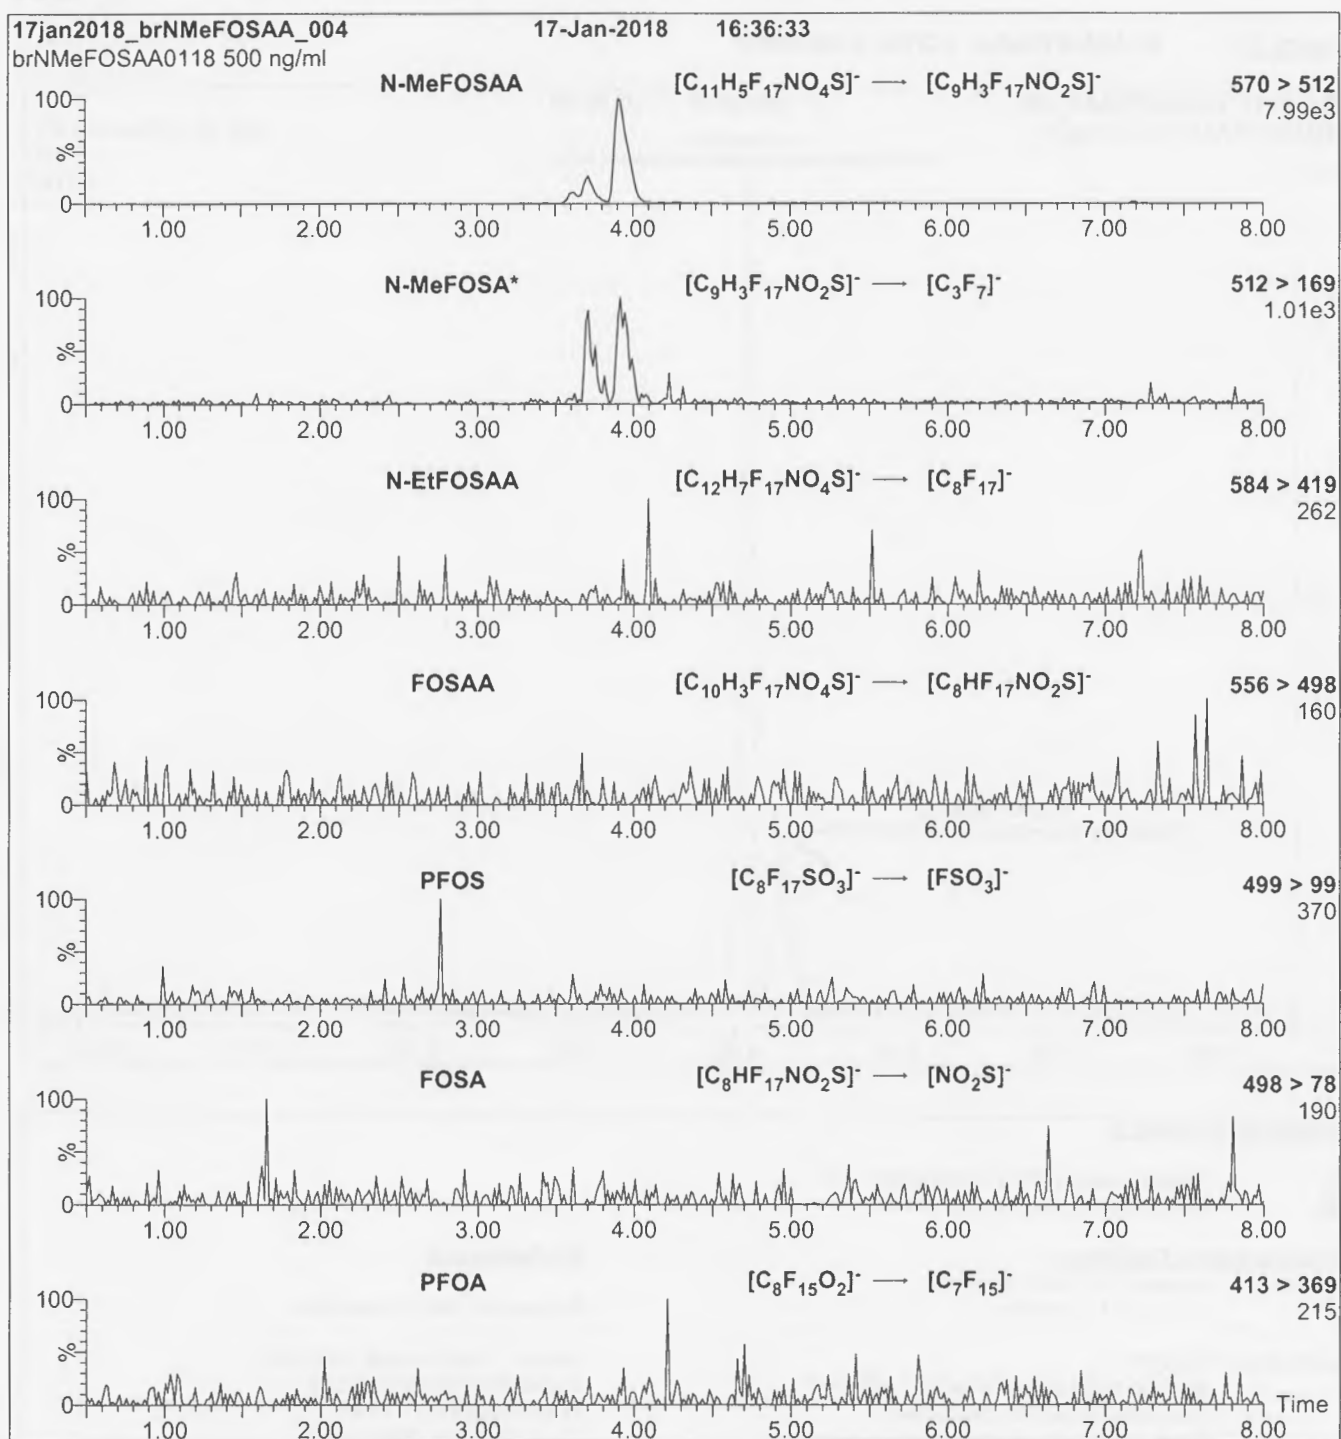 17jan2018_brNMeFOSAA_004 17-Jan-2018 16:36:33
brNMeFOSAA0118 500 ng/ml
N-MeFOSAA [C₁₁H₅F₁₇NO₄S]⁻ → [C₉H₃F₁₇NO₂S]⁻ 570 > 512
7.99e3
100
%
0
1.00 2.00 3.00 4.00 5.00 6.00 7.00 8.00
N-MeFOSA* [C₉H₃F₁₇NO₂S]⁻ → [C₃F₇]⁻ 512 > 169
1.01e3
100
%
0
1.00 2.00 3.00 4.00 5.00 6.00 7.00 8.00
N-EtFOSAA [C₁₂H₇F₁₇NO₄S]⁻ → [C₈F₁₇]⁻ 584 > 419
262
100
%
0
1.00 2.00 3.00 4.00 5.00 6.00 7.00 8.00
FOSAA [C₁₀H₃F₁₇NO₄S]⁻ → [C₈HF₁₇NO₂S]⁻ 556 > 498
160
100
%
0
1.00 2.00 3.00 4.00 5.00 6.00 7.00 8.00
PFOS [C₈F₁₇SO₃]⁻ → [FSO₃]⁻ 499 > 99
370
100
%
0
1.00 2.00 3.00 4.00 5.00 6.00 7.00 8.00
FOSA [C₈HF₁₇NO₂S]⁻ → [NO₂S]⁻ 498 > 78
190
100
%
0
1.00 2.00 3.00 4.00 5.00 6.00 7.00 8.00
PFOA [C₈F₁₅O₂]⁻ → [C₇F₁₅]⁻ 413 > 369
215
100
%
0
Time
1.00 2.00 3.00 4.00 5.00 6.00 7.00 8.00